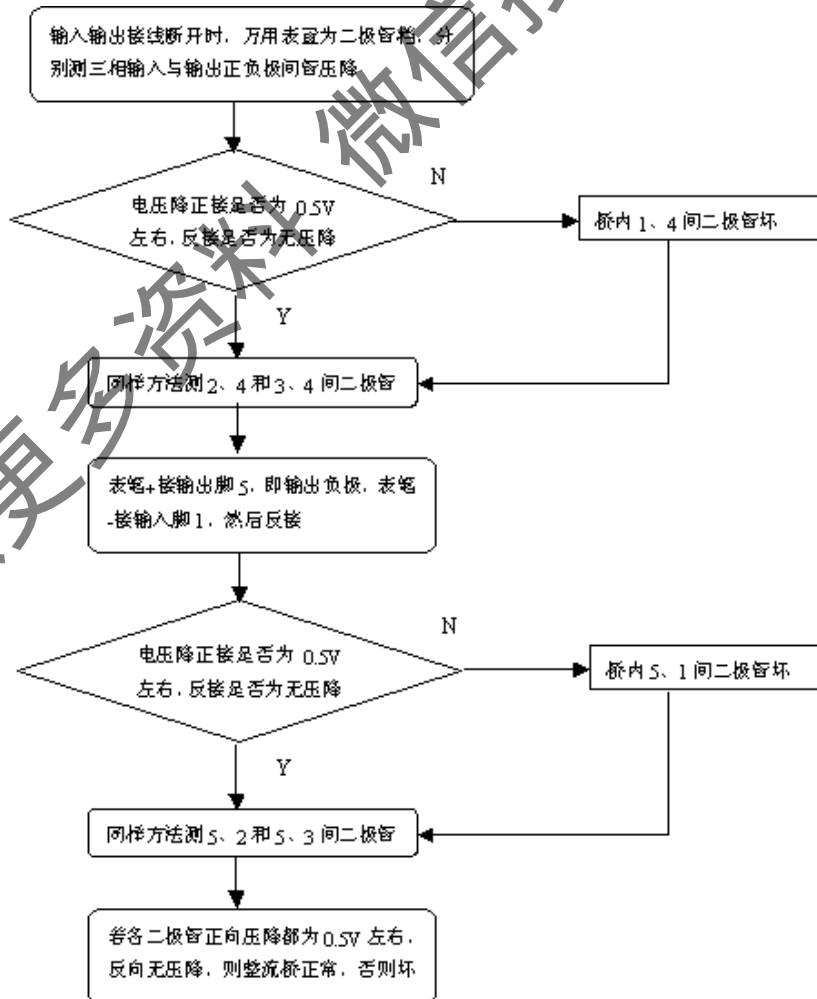 输入输出接线断开时，万用表置为二极管档，分
别测三相输入与输出正负极间管压降
电压降正接是否为 0.5V
左右，反接是否为无压降
N
桥内 1、4 间二极管坏
Y
同样方法测 2、4 和 3、4 间二极管
表笔+接输出脚 5，即输出负极，表笔
-接输入脚 1，然后反接
电压降正接是否为 0.5V
左右，反接是否为无压降
N
桥内 5、1 间二极管坏
Y
同样方法测 5、2 和 5、3 间二极管
若各二极管正向压降都为 0.5V 左右，
反向无压降，则整流桥正常，否则坏
更多资料 微信